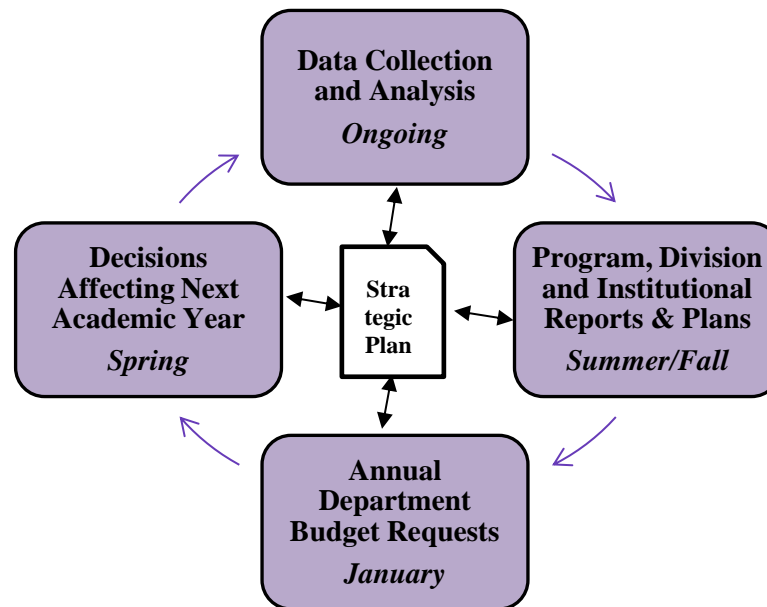 Data Collection
and Analysis
Ongoing
Decisions
Affecting Next
Academic Year
Spring
Stra
tegic
Plan
Program, Division
and Institutional
Reports & Plans
Summer/Fall
Annual
Department
Budget Requests
January